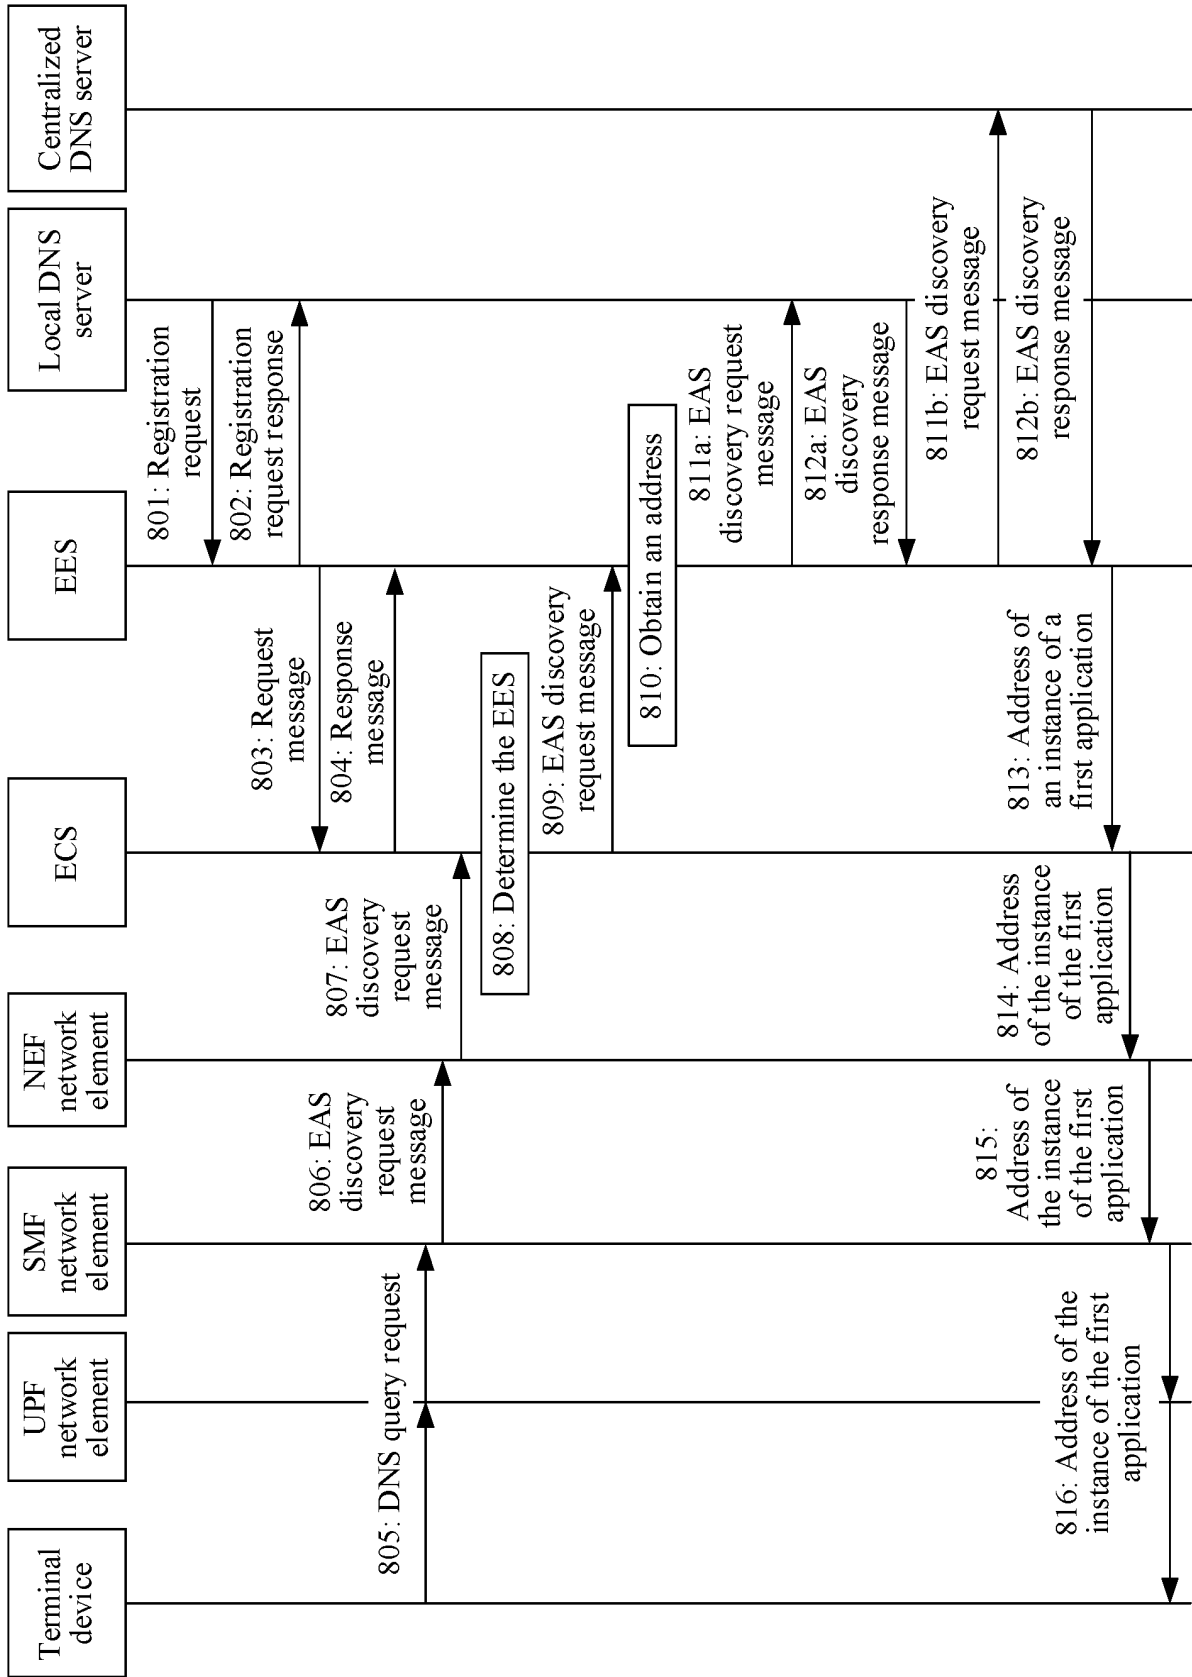 Terminal
device
UPF
network
element
SMF
network
element
NEF
network
element
ECS
EES
Local DNS
server
Centralized
DNS server
801: Registration
request
802: Registration
request response
803: Request
message
804: Response
message
805: DNS query request
806: EAS
discovery
request
message
807: EAS
discovery
request
message
808: Determine the EES
809: EAS discovery
request message
810: Obtain an address
811a: EAS
discovery request
message
812a: EAS
discovery
response message
811b: EAS discovery
request message
812b: EAS discovery
response message
813: Address of
an instance of a
first application
814: Address
of the instance
of the first
application
815:
Address of
the instance
of the first
application
816: Address of the
instance of the first
application